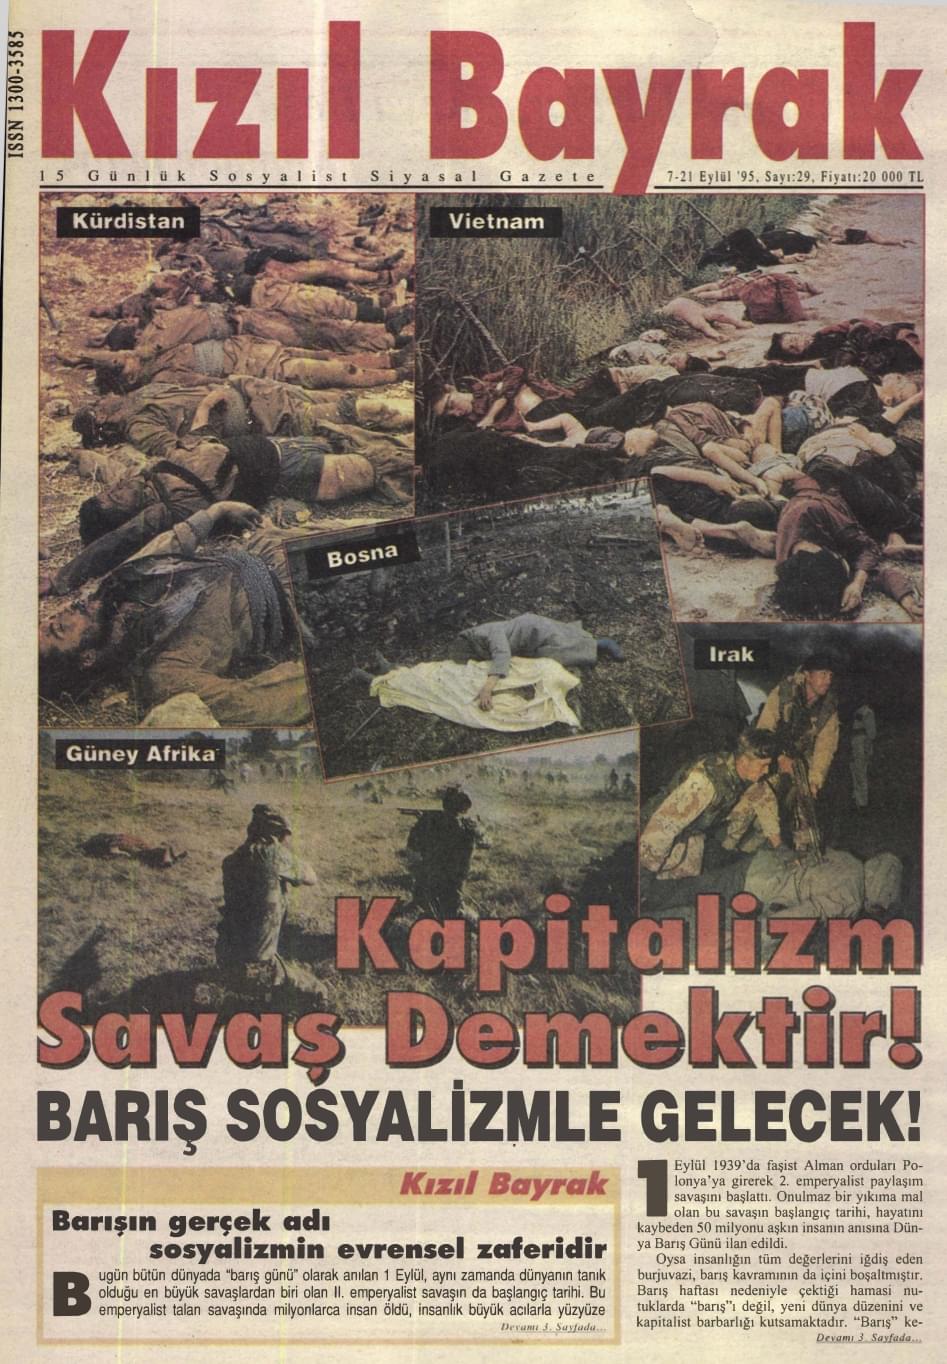 ISSN 1300-3585
Kızıl Bayrak
15 Günlük Sosyalist Siyasal Gazete
7-21 Eylül '95, Sayı:29, Fiyatı:20 000 TL
Kürdistan
Vietnam
Bosna
Irak
Güney Afrika
Kapitalizm
Savaş Demektir!
BARIŞ SOSYALİZMLE GELECEK!
Kızıl Bayrak
Barışın gerçek adı
sosyalizmin evrensel zaferidir
Bugün bütün dünyada “barış günü” olarak anılan 1 Eylül, aynı zamanda dünyanın tanık
olduğu en büyük savaşlardan biri olan II. emperyalist savaşın da başlangıç tarihi. Bu
emperyalist talan savaşında milyonlarca insan öldü, insanlık büyük acılarla yüzyüze
Devamı 3. Sayfada...
1 Eylül 1939’da faşist Alman orduları Po-
lonya’ya girerek 2. emperyalist paylaşım
savaşını başlattı. Onulmaz bir yıkıma mal
olan bu savaşın başlangıç tarihi, hayatını
kaybeden 50 milyonu aşkın insanın anısına Dün-
ya Barış Günü ilan edildi.
Oysa insanlığın tüm değerlerini iğdiş eden
burjuvazi, barış kavramının da içini boşaltmıştır.
Barış haftası nedeniyle çektiği hamasi nu-
tuklarda “barış”ı değil, yeni dünya düzenini ve
kapitalist barbarlığı kutsamaktadır. “Barış” ke-
Devamı 3. Sayfada...